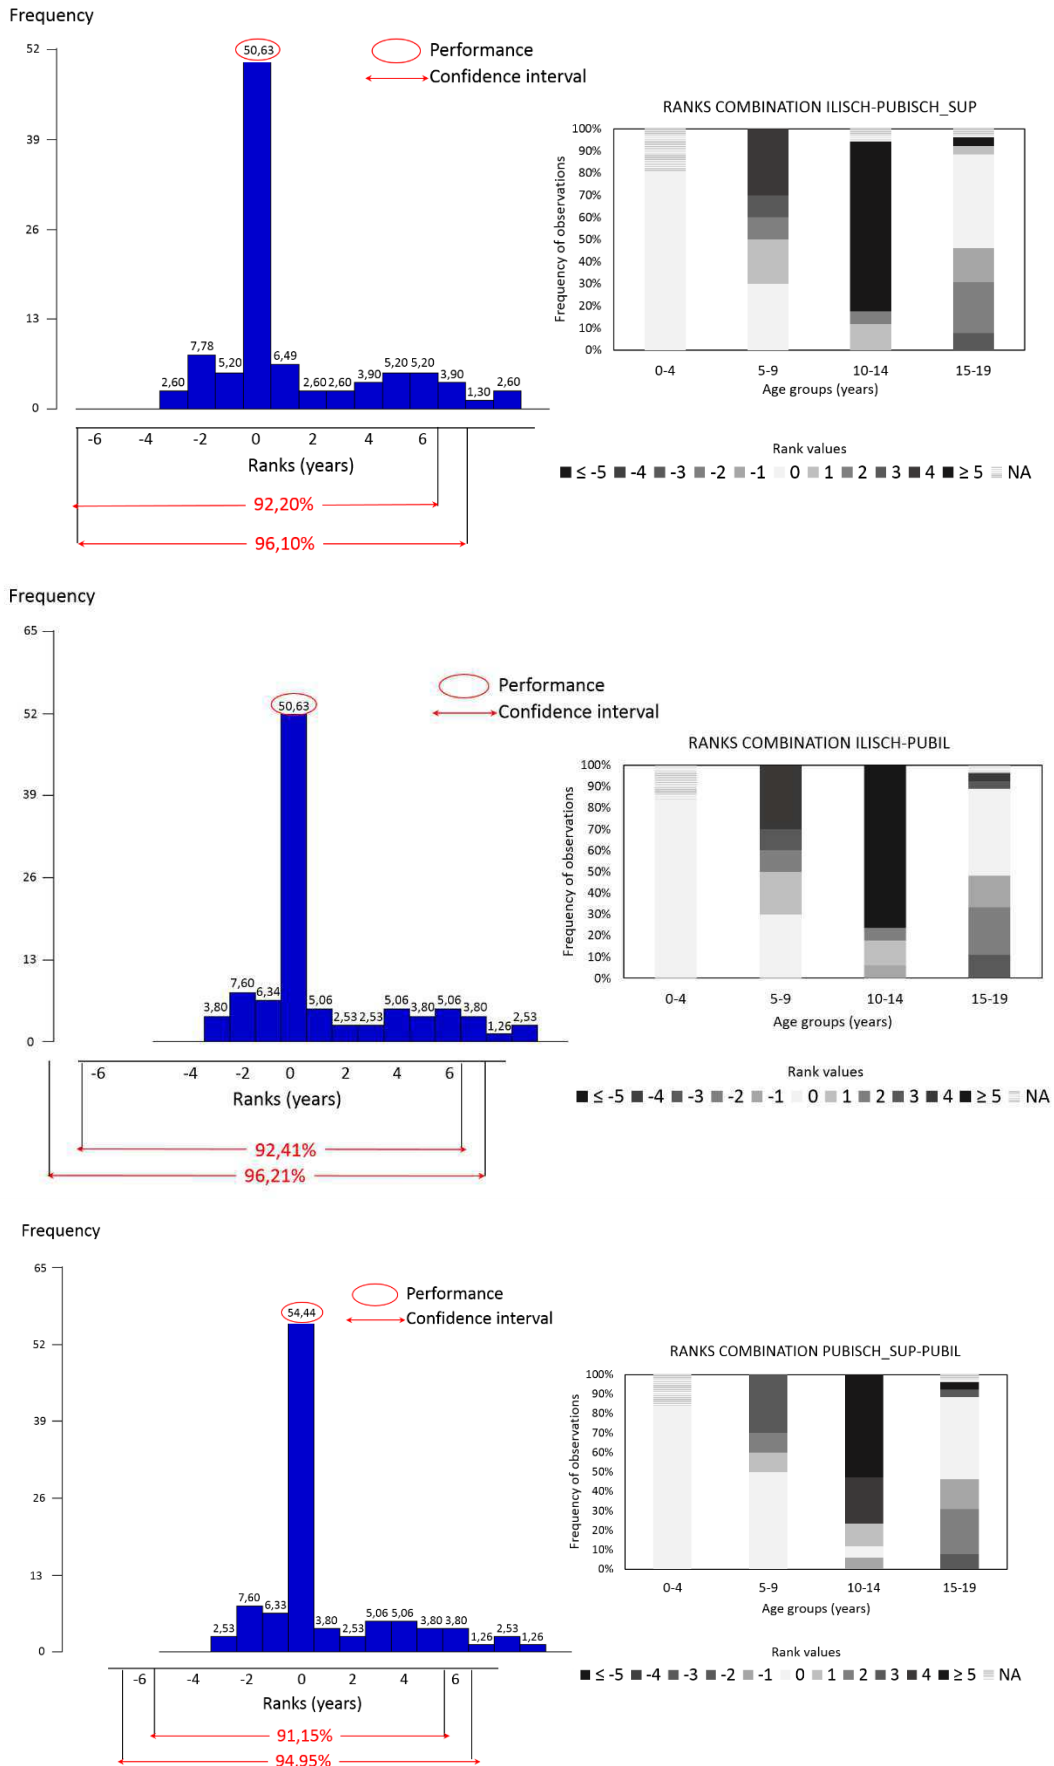 Frequency
52
50,63
Performance
Confidence interval
39
26
13
2,60 7,78 5,20 6,49 2,60 2,60 3,90 5,20 5,20 3,90 1,30 2,60
0
-6 -4 -2 0 2 4 6
Ranks (years)
92,20%
96,10%
RANKS COMBINATION ILISCH-PUBISCH_SUP
Frequency of observations
100%
90%
80%
70%
60%
50%
40%
30%
20%
10%
0%
0-4 5-9 10-14 15-19
Age groups (years)
Rank values
≤ -5 -4 -3 -2 -1 0 1 2 3 4 ≥ 5 NA
Frequency
65
52
50,63
Performance
Confidence interval
39
26
13
3,80 7,60 6,34 5,06 2,53 2,53 5,06 3,80 5,06 3,80 1,26 2,53
0
-6 -4 -2 0 2 4 6
Ranks (years)
92,41%
96,21%
RANKS COMBINATION ILISCH-PUBIL
Frequency of observations
100%
90%
80%
70%
60%
50%
40%
30%
20%
10%
0%
0-4 5-9 10-14 15-19
Age groups (years)
Rank values
≤ -5 -4 -3 -2 -1 0 1 2 3 4 ≥ 5 NA
Frequency
65
54,44
Performance
Confidence interval
52
39
26
13
2,53 7,60 6,33 3,80 2,53 5,06 5,06 3,80 3,80 1,26 2,53 1,26
0
-6 -4 -2 0 2 4 6
Ranks (years)
91,15%
94,95%
RANKS COMBINATION PUBISCH_SUP-PUBIL
Frequency of observations
100%
90%
80%
70%
60%
50%
40%
30%
20%
10%
0%
0-4 5-9 10-14 15-19
Age groups (years)
Rank values
≤ -5 -4 -3 -2 -1 0 1 2 3 4 ≥ 5 NA